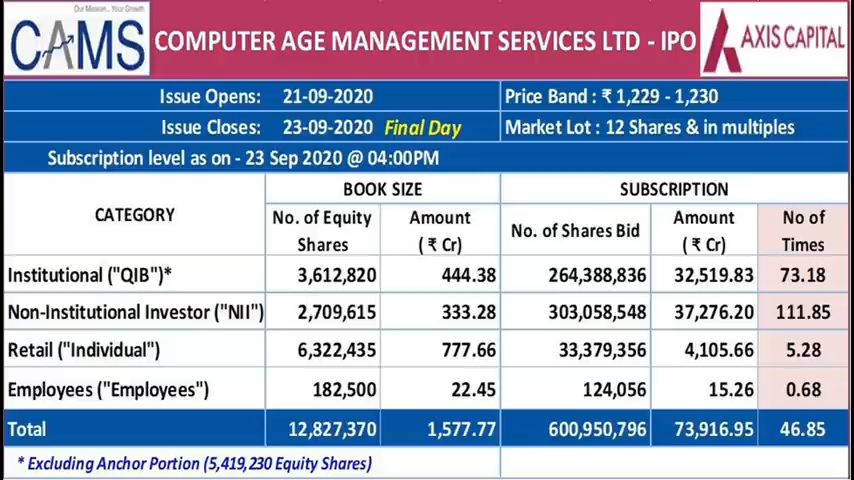 Our Mission... Your Growth
CAMS
COMPUTER AGE MANAGEMENT SERVICES LTD - IPO
AXIS CAPITAL
Issue Opens: 21-09-2020 Price Band : ₹ 1,229 - 1,230
Issue Closes: 23-09-2020 Final Day Market Lot : 12 Shares & in multiples
Subscription level as on - 23 Sep 2020 @ 04:00PM
CATEGORY BOOK SIZE SUBSCRIPTION
No. of Equity Shares Amount ( ₹ Cr) No. of Shares Bid Amount ( ₹ Cr) No of Times
Institutional ("QIB")* 3,612,820 444.38 264,388,836 32,519.83 73.18
Non-Institutional Investor ("NII") 2,709,615 333.28 303,058,548 37,276.20 111.85
Retail ("Individual") 6,322,435 777.66 33,379,356 4,105.66 5.28
Employees ("Employees") 182,500 22.45 124,056 15.26 0.68
Total 12,827,370 1,577.77 600,950,796 73,916.95 46.85
* Excluding Anchor Portion (5,419,230 Equity Shares)